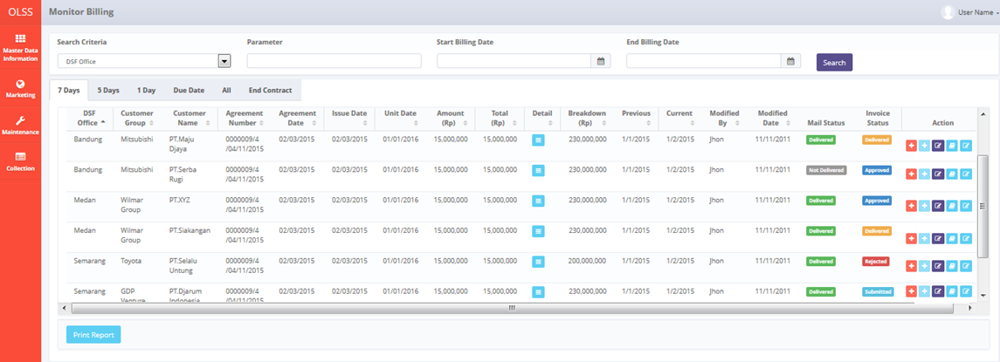 OLSS
Monitor Billing
User Name
Master Data
Information
Marketing
Maintenance
Collection
Search Criteria
Parameter
Start Billing Date
End Billing Date
DSF Office
Search
7 Days
5 Days
1 Day
Due Date
All
End Contract
DSF Office Customer Group Customer Name Agreement Number Agreement Date Issue Date Unit Date Amount (Rp) Total (Rp) Detail Breakdown (Rp) Previous Current Modified By Modified Date Mail Status Invoice Status Action
Bandung Mitsubishi PT.Maju 0000009/4 02/03/2015 02/03/2015 01/01/2016 15,000,000 15,000,000 230,000,000 1/1/2015 1/2/2015 Jhon 11/11/2011 Delivered Delivered
Djaya /04/11/2015
Bandung Mitsubishi PT.Serba 0000009/4 02/03/2015 02/03/2015 01/01/2016 15,000,000 15,000,000 230,000,000 1/1/2015 1/2/2015 Jhon 11/11/2011 Not Delivered Approved
Rugi /04/11/2015
Medan Wilmar PT.XYZ 0000009/4 02/03/2015 02/03/2015 01/01/2016 15,000,000 15,000,000 230,000,000 1/1/2015 1/2/2015 Jhon 11/11/2011 Delivered Approved
Group /04/11/2015
Medan Wilmar PT.Siakangan 0000009/4 02/03/2015 02/03/2015 01/01/2016 15,000,000 15,000,000 230,000,000 1/1/2015 1/2/2015 Jhon 11/11/2011 Delivered Delivered
Group /04/11/2015
Semarang Toyota PT.Selalu 0000009/4 02/03/2015 02/03/2015 01/01/2016 15,000,000 15,000,000 200,000,000 1/1/2015 1/2/2015 Jhon 11/11/2011 Delivered Rejected
Untung /04/11/2015
Semarang GDP PT.Djarum 0000009/4 02/03/2015 02/03/2015 01/01/2016 15,000,000 15,000,000 230,000,000 1/1/2015 1/2/2015 Jhon 11/11/2011 Delivered Submitted
Venture Indonesia /04/11/2015
Print Report